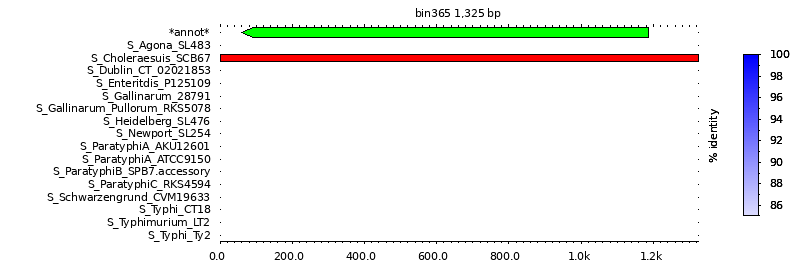 bin365 1,325 bp
*annot*
S_Agona_SL483
S_Choleraesuis_SCB67
S_Dublin_CT_02021853
S_Enteritdis_P125109
S_Gallinarum_28791
S_Gallinarum_Pullorum_RKS5078
S_Heidelberg_SL476
S_Newport_SL254
S_ParatyphiA_AKU12601
S_ParatyphiA_ATCC9150
S_ParatyphiB_SPB7.accessory
S_ParatyphiC_RKS4594
S_Schwarzengrund_CVM19633
S_Typhi_CT18
S_Typhimurium_LT2
S_Typhi_Ty2
0.0 200.0 400.0 600.0 800.0 1.0k 1.2k
% identity
100
98
96
94
92
90
88
86